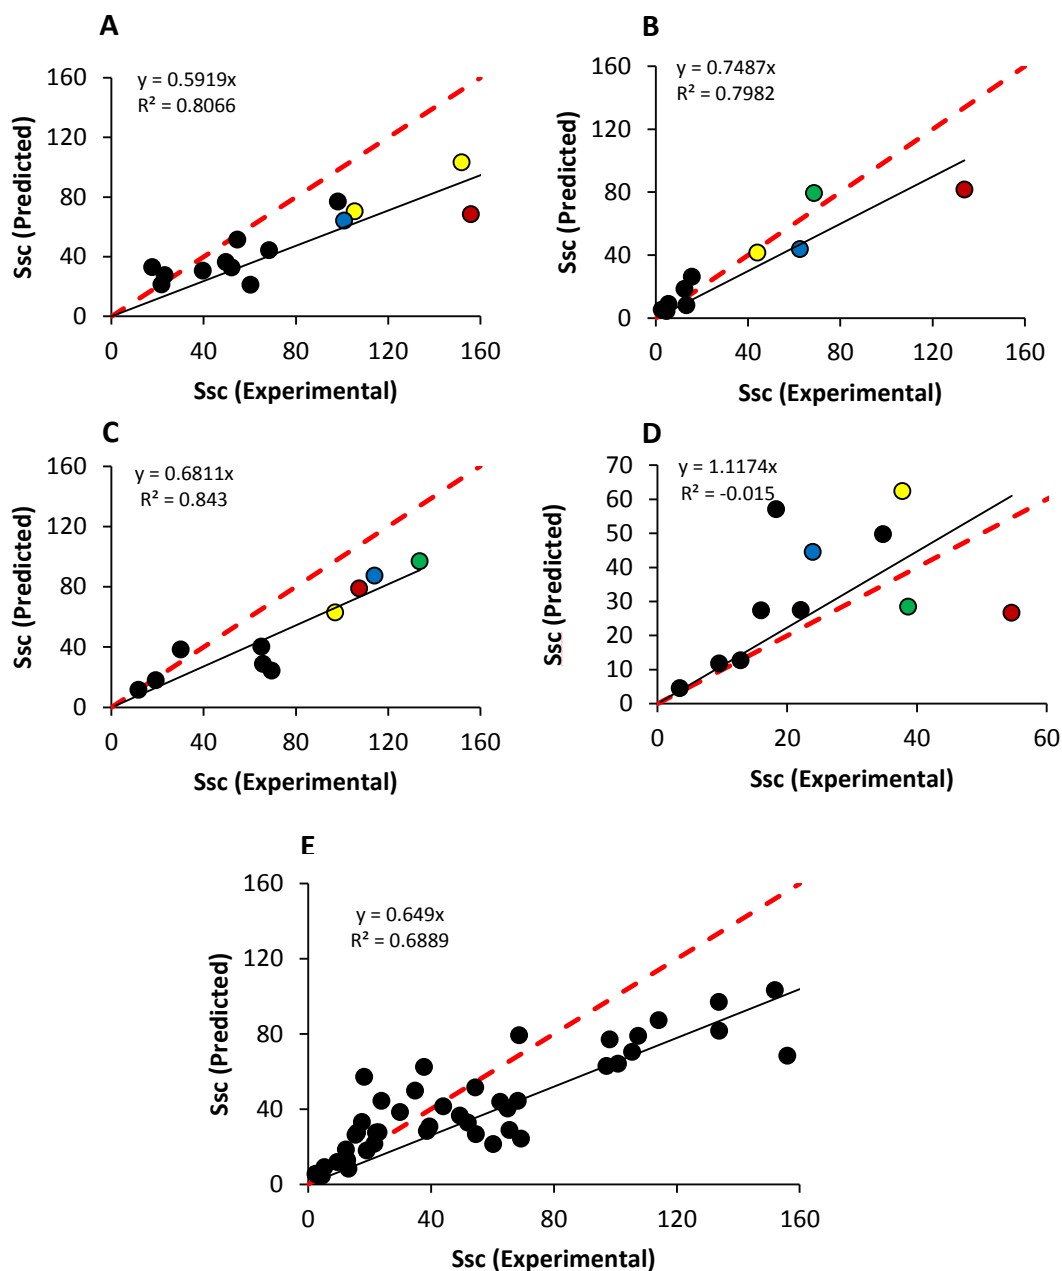 A
y = 0.5919x
R² = 0.8066
160
120
80
40
0
Ssc (Predicted)
0 40 80 120 160
Ssc (Experimental)
B
y = 0.7487x
R² = 0.7982
160
120
80
40
0
Ssc (Predicted)
0 40 80 120 160
Ssc (Experimental)
C
y = 0.6811x
R² = 0.843
160
120
80
40
0
Ssc (Predicted)
0 40 80 120 160
Ssc (Experimental)
D
y = 1.1174x
R² = -0.015
70
60
50
40
30
20
10
0
Ssc (Predicted)
0 20 40 60
Ssc (Experimental)
E
y = 0.649x
R² = 0.6889
160
120
80
40
0
Ssc (Predicted)
0 40 80 120 160
Ssc (Experimental)